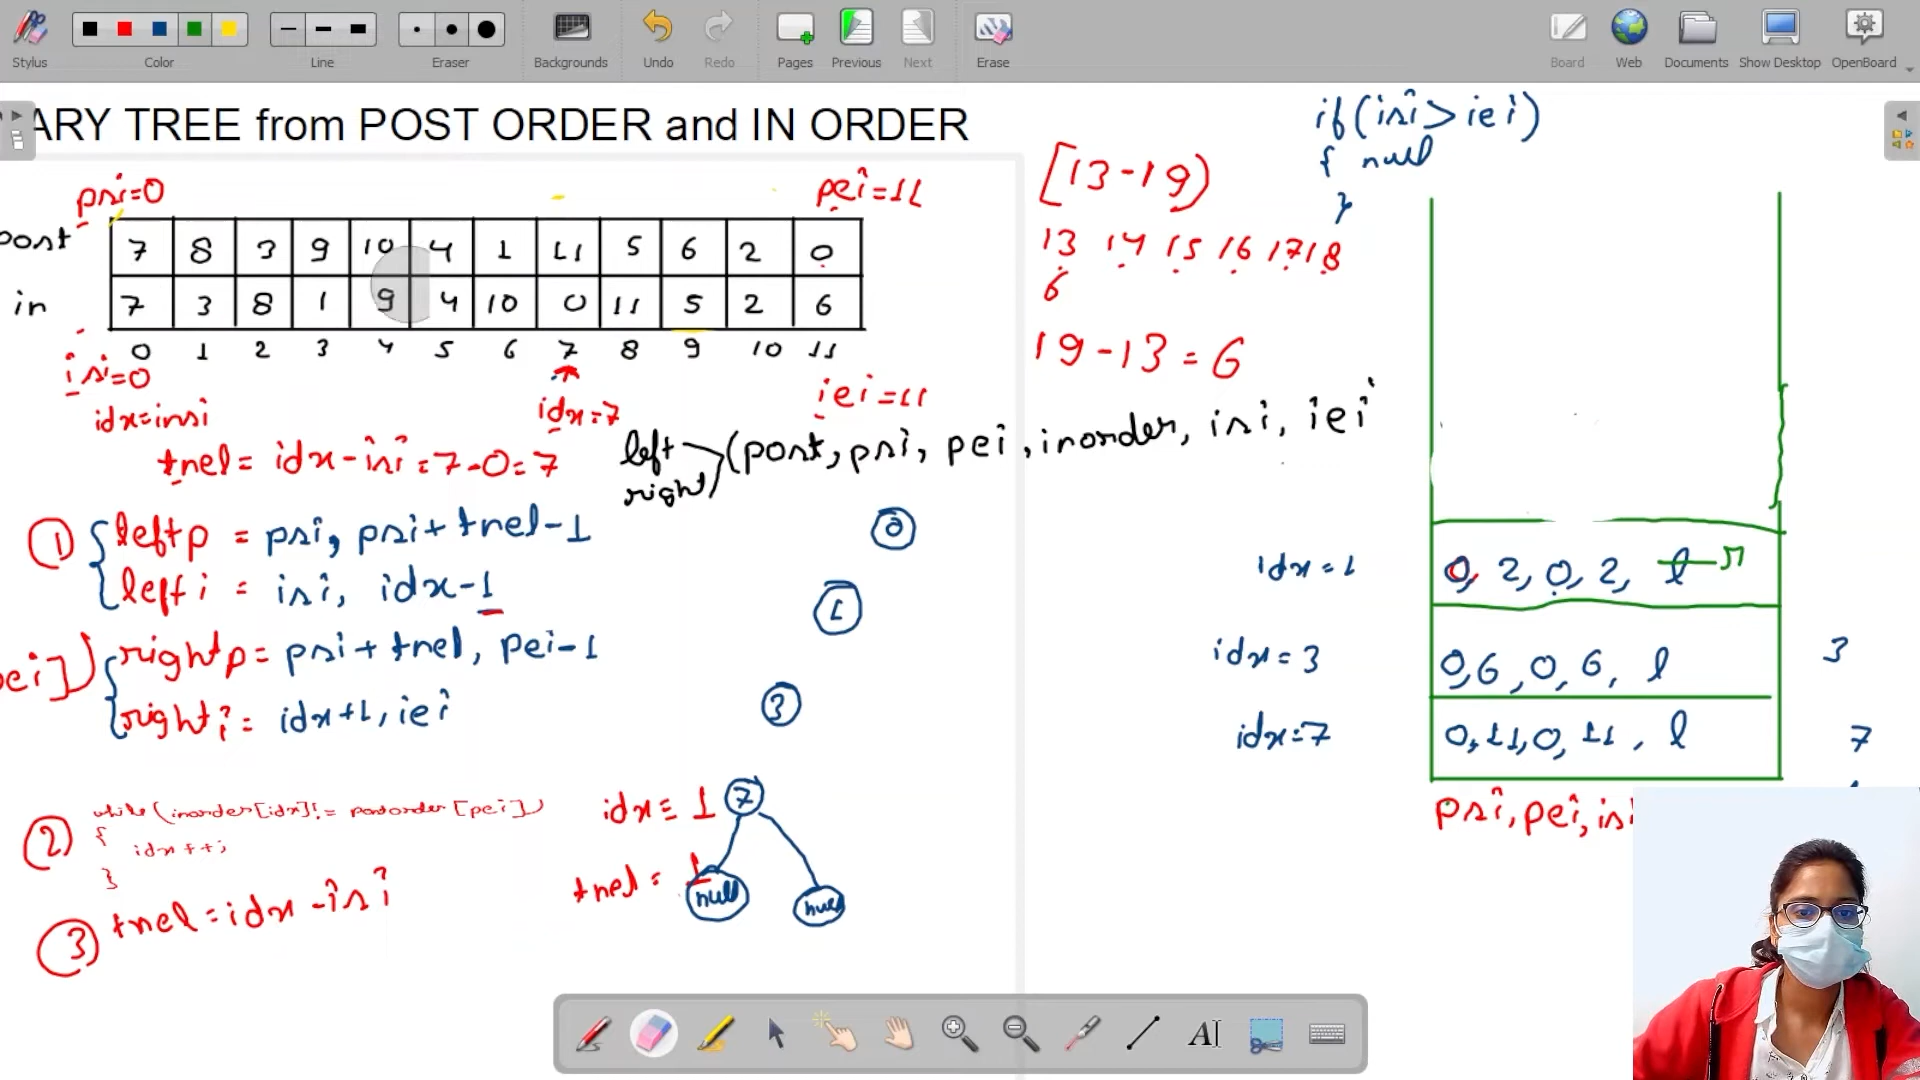 Stylus Color Line Eraser Backgrounds Undo Redo Pages Previous Next Erase Board Web Documents Show Desktop OpenBoard
ARY TREE from POST ORDER and IN ORDER
psi=0
pei=11
post 7 8 3 9 10 4 1 11 5 6 2 0
in 7 3 8 1 9 4 10 0 11 5 2 6
0 1 2 3 4 5 6 7 8 9 10 11
isi=0
iei=11
idx=insi
idx=7
tnel= idx-isi=7-0=7
left
right
(post, psi, pei, inorder, isi, iei
① leftp = psi, psi+tnel-1
lefti = isi, idx-1
pei]) rightp= psi+tnel, pei-1
righti= idx+1, iei
② while(inorder[idx]!= postorder[pei])
{
idx++;
}
③ tnel=idx-isi
0
1
3
7
null
null
idx= 1
tnel= 1
[13-19)
13 14 15 16 17 18
6
19-13=6
if(isi>iei)
{ null
}
idx=1 0, 2, 0, 2, l r
idx=3 0,6,0,6, l 3
idx=7 0,11,0,11, l 7
psi, pei, isi